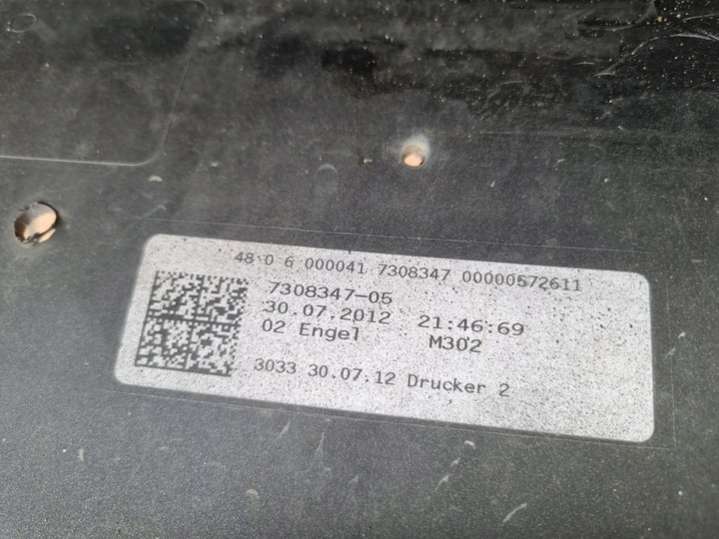 48 0 6 000041 7308347 00000572611
7308347-05
30.07.2012 21:46:69
02 Engel M302
3033 30.07.12 Drucker 2